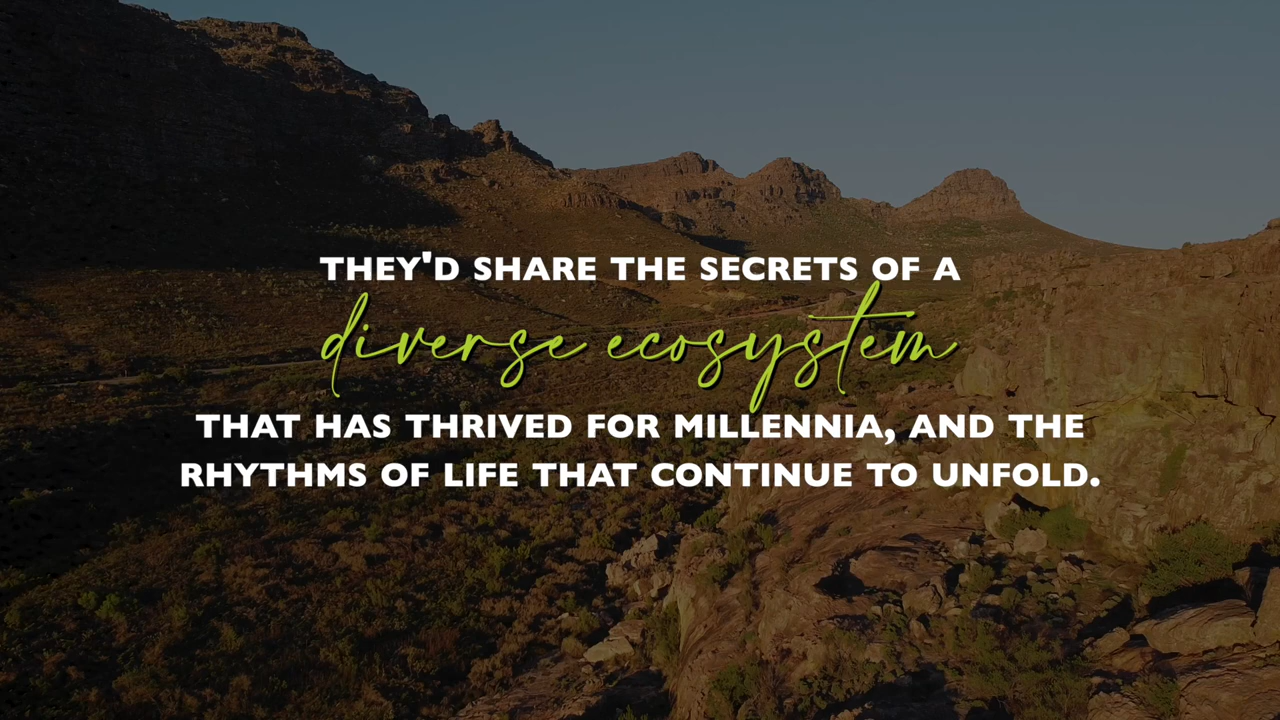 THEY'D SHARE THE SECRETS OF A
diverse ecosystem
THAT HAS THRIVED FOR MILLENNIA, AND THE
RHYTHMS OF LIFE THAT CONTINUE TO UNFOLD.